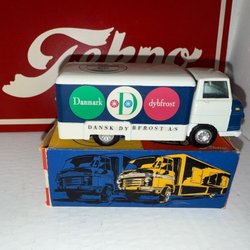 Tekno
Danmark D dybfrost
DANSK DYBFROST A/S